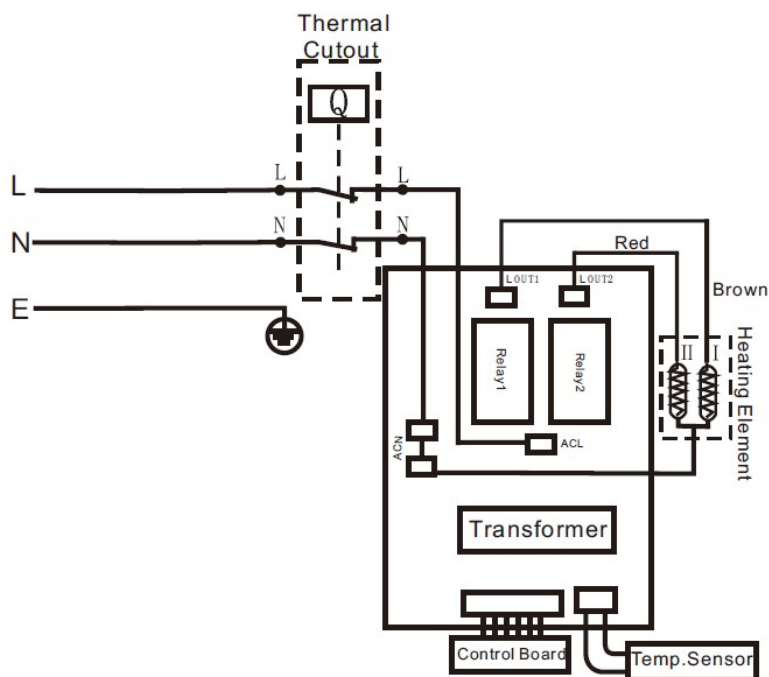 Thermal
Cutout
Q
L
L
L
N
N
N
E
LOUT1
LOUT2
Red
Brown
Relay1
Relay2
II
I
Heating Element
ACN
ACL
Transformer
Control Board
Temp.Sensor